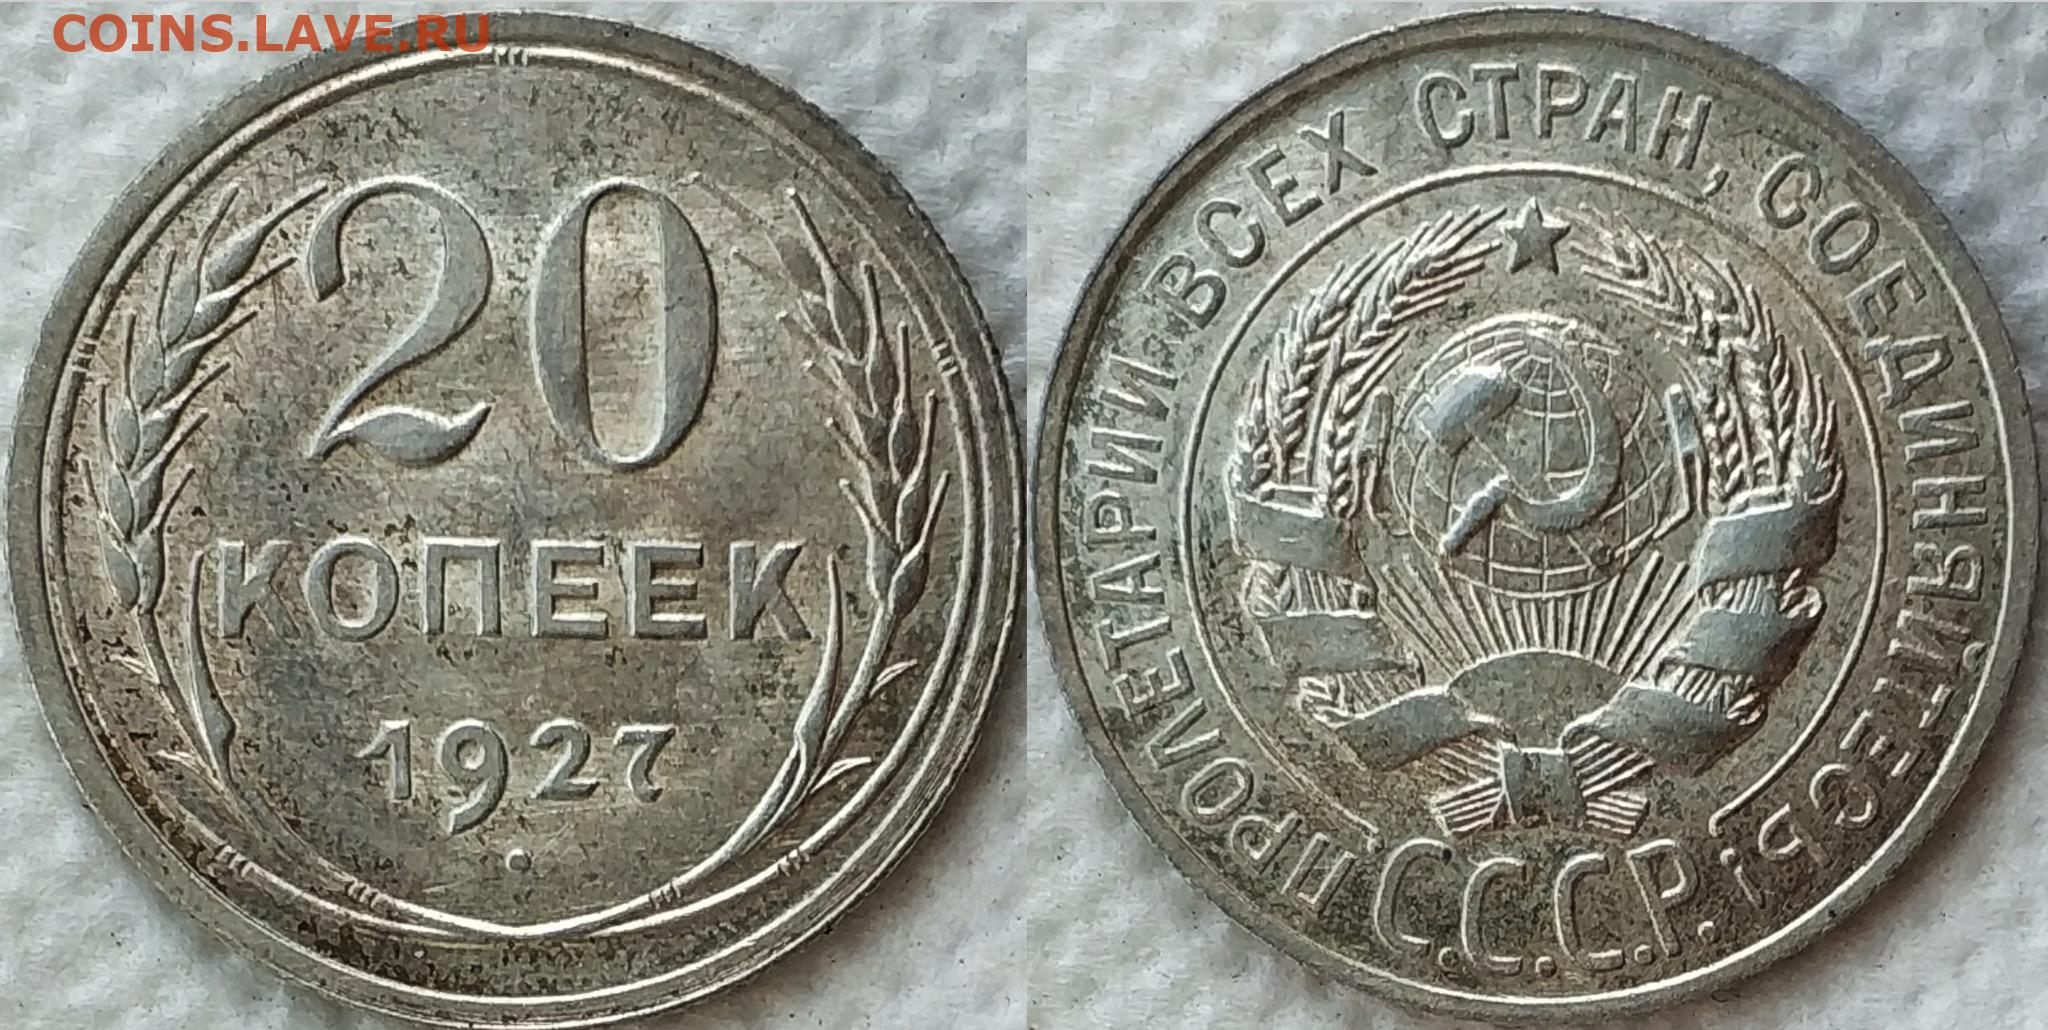 COINS.LAVE.RU
20
КОПЕЕК
1927
ПРОЛЕТАРИИ ВСЕХ СТРАН, СОЕДИНЯЙТЕСЬ!
С.С.С.Р.